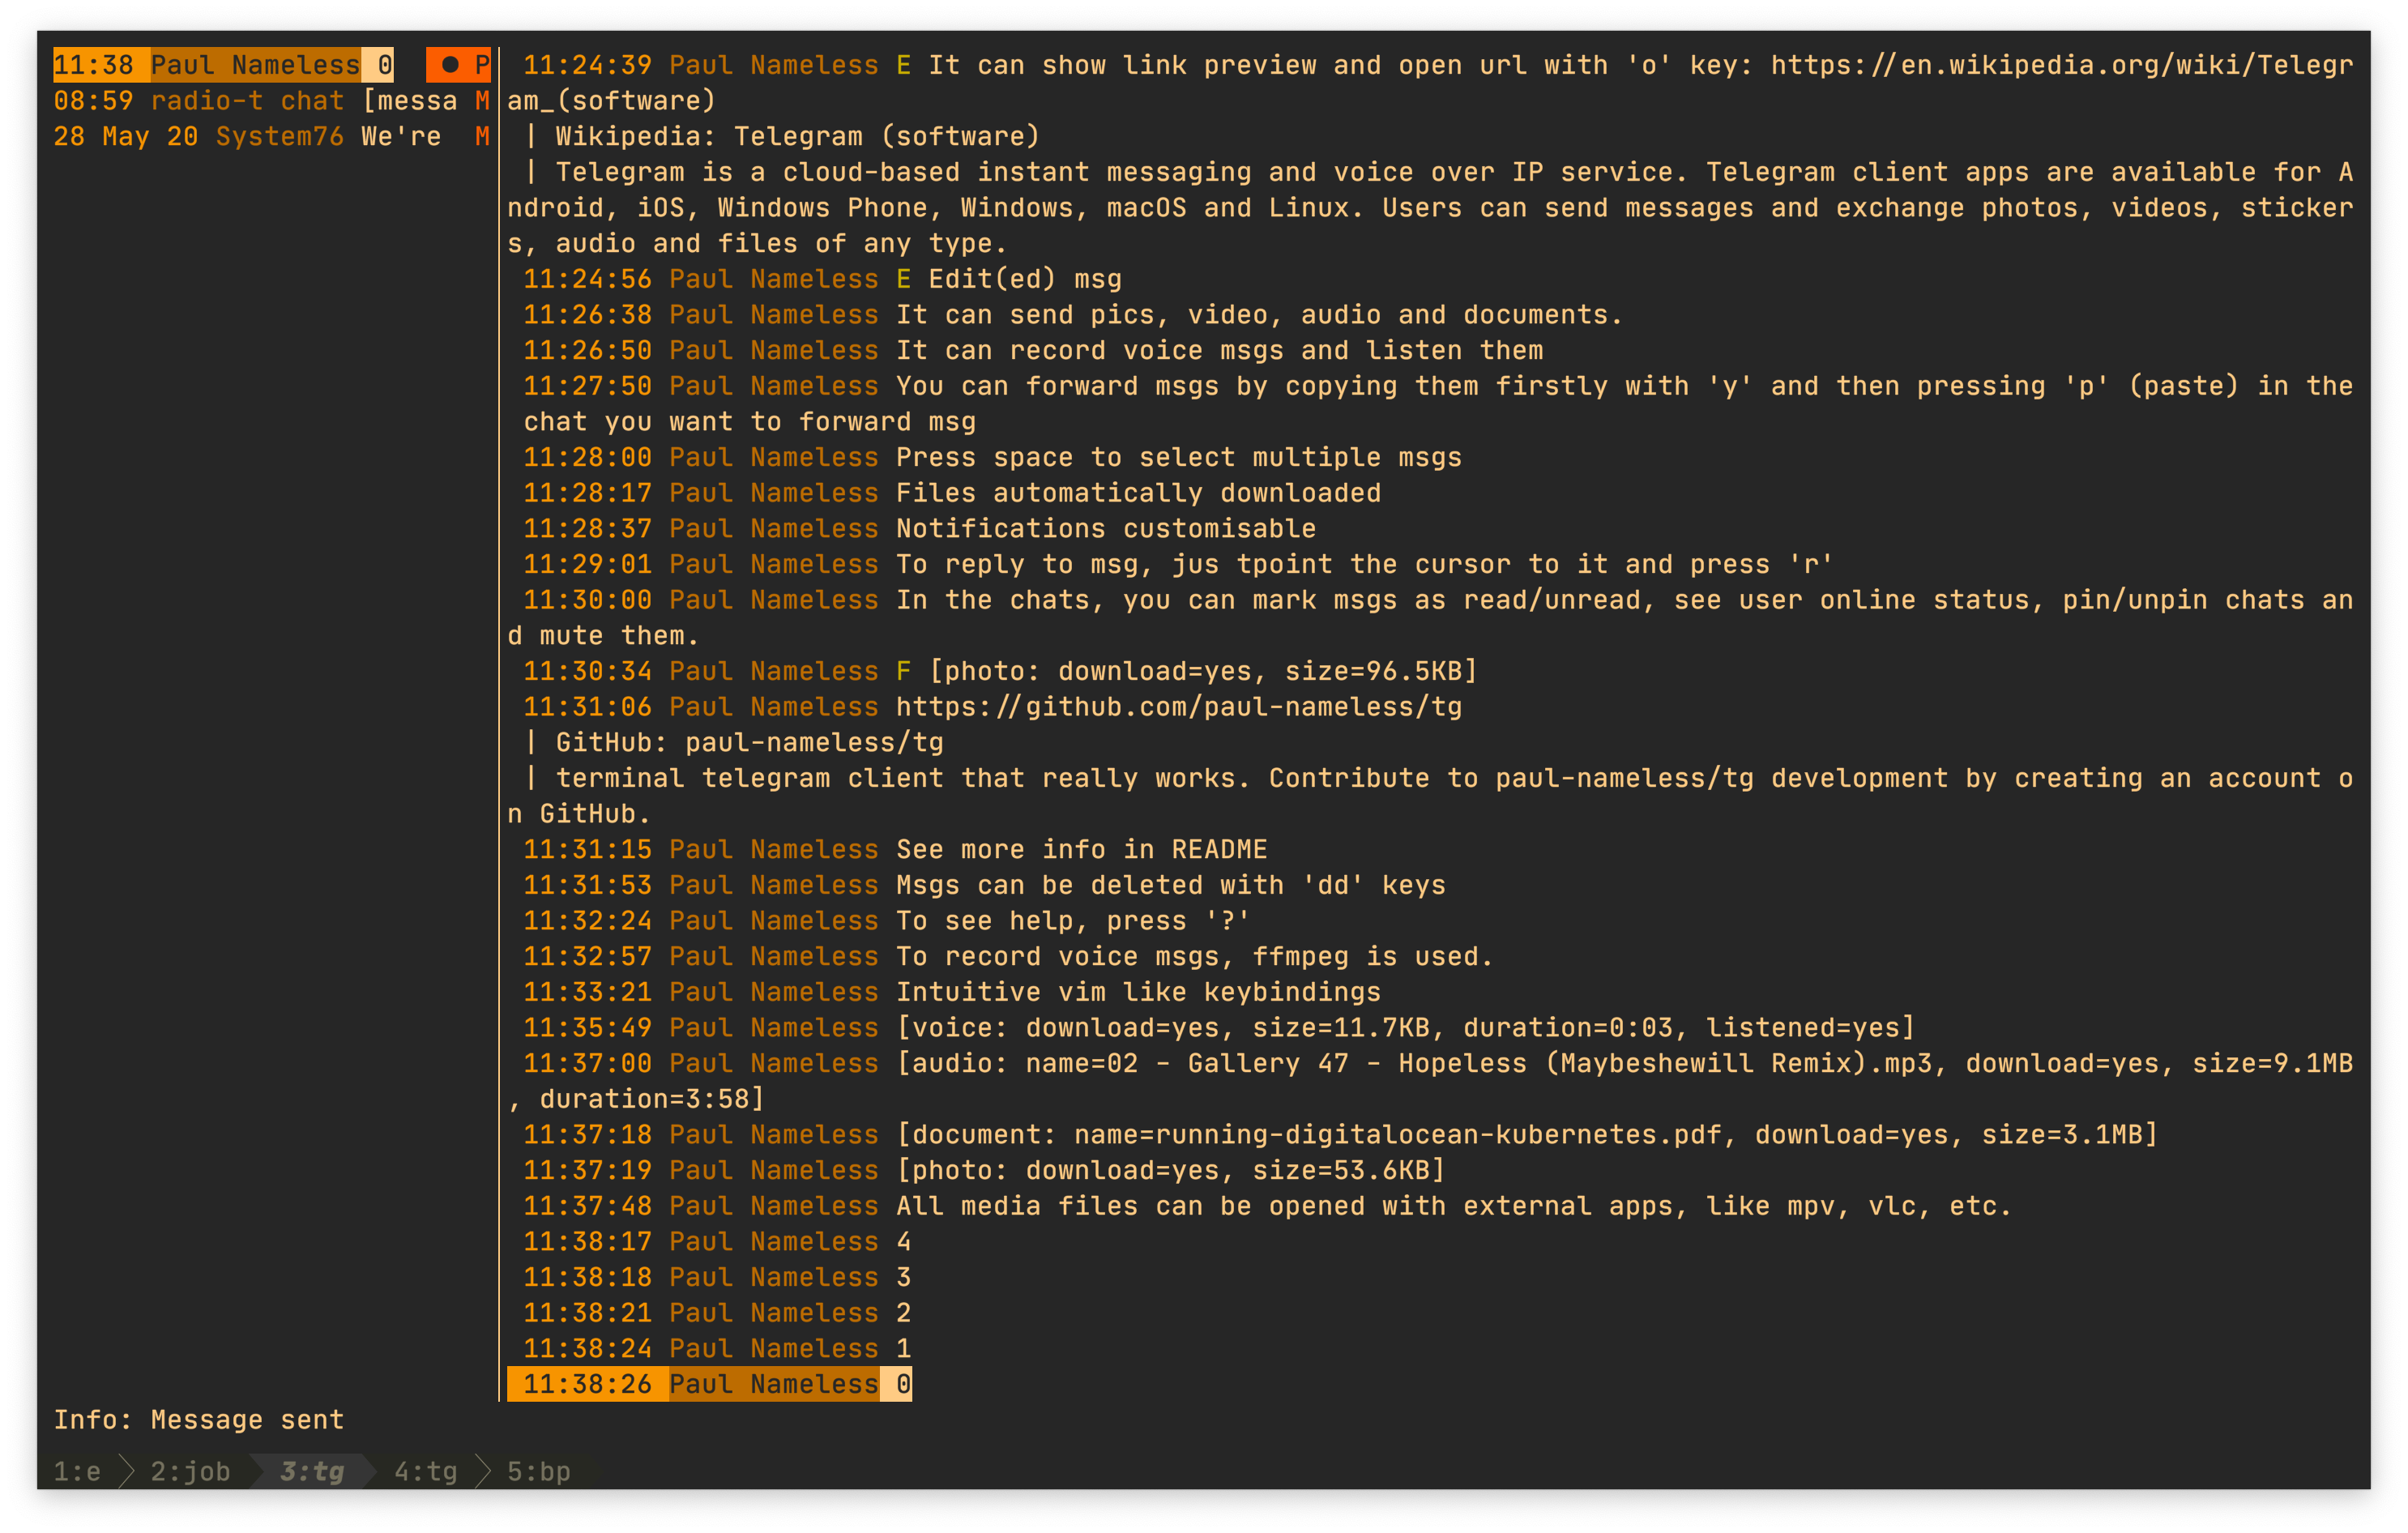 11:38 Paul Nameless 0 ● P
08:59 radio-t chat [messa M
28 May 20 System76 We're M
11:24:39 Paul Nameless E It can show link preview and open url with 'o' key: https://en.wikipedia.org/wiki/Telegr
am_(software)
| Wikipedia: Telegram (software)
| Telegram is a cloud-based instant messaging and voice over IP service. Telegram client apps are available for A
ndroid, iOS, Windows Phone, Windows, macOS and Linux. Users can send messages and exchange photos, videos, sticker
s, audio and files of any type.
11:24:56 Paul Nameless E Edit(ed) msg
11:26:38 Paul Nameless It can send pics, video, audio and documents.
11:26:50 Paul Nameless It can record voice msgs and listen them
11:27:50 Paul Nameless You can forward msgs by copying them firstly with 'y' and then pressing 'p' (paste) in the
chat you want to forward msg
11:28:00 Paul Nameless Press space to select multiple msgs
11:28:17 Paul Nameless Files automatically downloaded
11:28:37 Paul Nameless Notifications customisable
11:29:01 Paul Nameless To reply to msg, jus tpoint the cursor to it and press 'r'
11:30:00 Paul Nameless In the chats, you can mark msgs as read/unread, see user online status, pin/unpin chats an
d mute them.
11:30:34 Paul Nameless F [photo: download=yes, size=96.5KB]
11:31:06 Paul Nameless https://github.com/paul-nameless/tg
| GitHub: paul-nameless/tg
| terminal telegram client that really works. Contribute to paul-nameless/tg development by creating an account o
n GitHub.
11:31:15 Paul Nameless See more info in README
11:31:53 Paul Nameless Msgs can be deleted with 'dd' keys
11:32:24 Paul Nameless To see help, press '?'
11:32:57 Paul Nameless To record voice msgs, ffmpeg is used.
11:33:21 Paul Nameless Intuitive vim like keybindings
11:35:49 Paul Nameless [voice: download=yes, size=11.7KB, duration=0:03, listened=yes]
11:37:00 Paul Nameless [audio: name=02 - Gallery 47 - Hopeless (Maybeshewill Remix).mp3, download=yes, size=9.1MB
, duration=3:58]
11:37:18 Paul Nameless [document: name=running-digitalocean-kubernetes.pdf, download=yes, size=3.1MB]
11:37:19 Paul Nameless [photo: download=yes, size=53.6KB]
11:37:48 Paul Nameless All media files can be opened with external apps, like mpv, vlc, etc.
11:38:17 Paul Nameless 4
11:38:18 Paul Nameless 3
11:38:21 Paul Nameless 2
11:38:24 Paul Nameless 1
11:38:26 Paul Nameless 0
Info: Message sent
1:e 2:job 3:tg 4:tg 5:bp